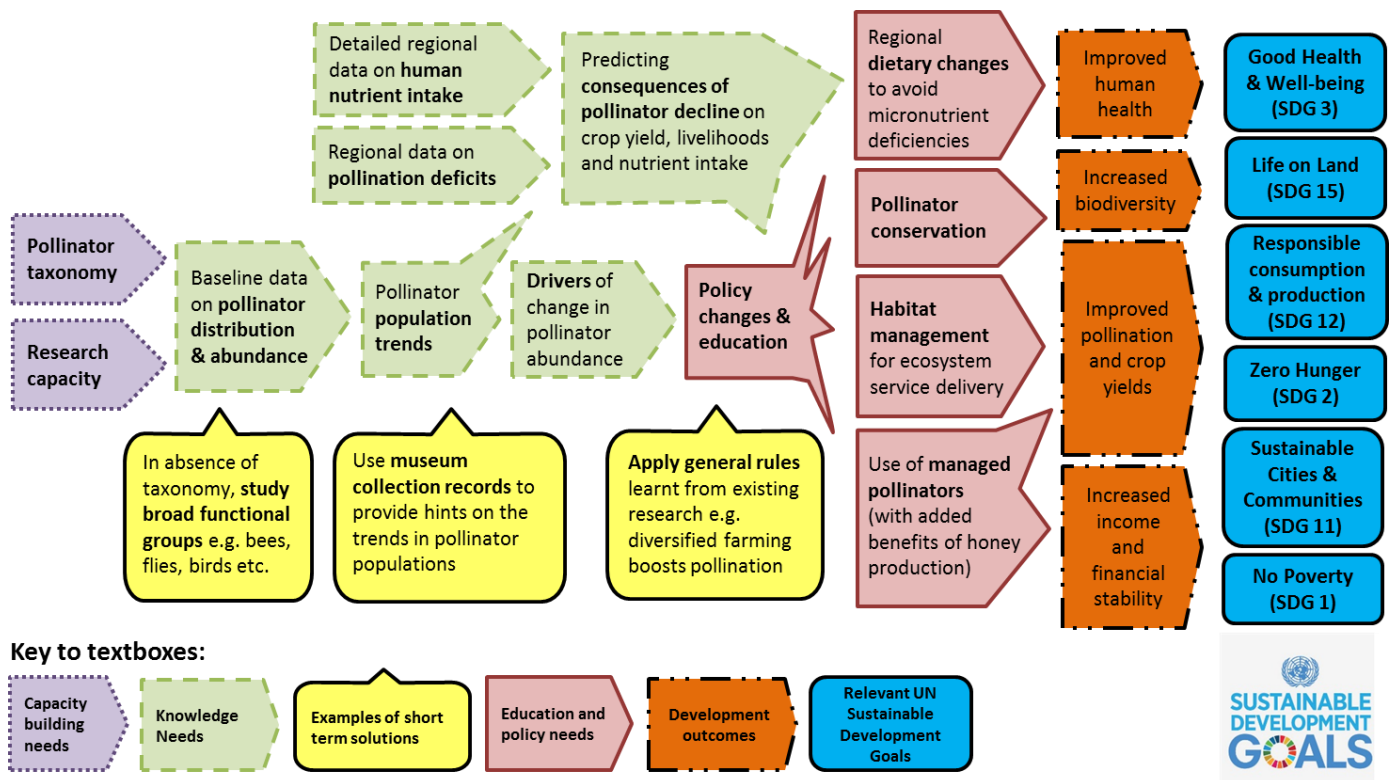 Detailed regional
data on human
nutrient intake
Regional data on
pollination deficits
Predicting
consequences of
pollinator decline on
crop yield, livelihoods
and nutrient intake
Regional
dietary changes
to avoid
micronutrient
deficiencies
Improved
human
health
Good Health
& Well-being
(SDG 3)
Pollinator
taxonomy
Research
capacity
Baseline data
on pollinator
distribution
& abundance
Pollinator
population
trends
Drivers of
change in
pollinator
abundance
Policy
changes &
education
Pollinator
conservation
Increased
biodiversity
Life on Land
(SDG 15)
Habitat
management
for ecosystem
service delivery
Improved
pollination
and crop
yields
Responsible
consumption
& production
(SDG 12)
Zero Hunger
(SDG 2)
In absence of
taxonomy, study
broad functional
groups e.g. bees,
flies, birds etc.
Use museum
collection records to
provide hints on the
trends in pollinator
populations
Apply general rules
learnt from existing
research e.g.
diversified farming
boosts pollination
Use of managed
pollinators
(with added
benefits of honey
production)
Increased
income
and
financial
stability
Sustainable
Cities &
Communities
(SDG 11)
No Poverty
(SDG 1)
Key to textboxes:
Capacity
building
needs
Knowledge
Needs
Examples of short
term solutions
Education and
policy needs
Development
outcomes
Relevant UN
Sustainable
Development
Goals
SUSTAINABLE
DEVELOPMENT
GOALS